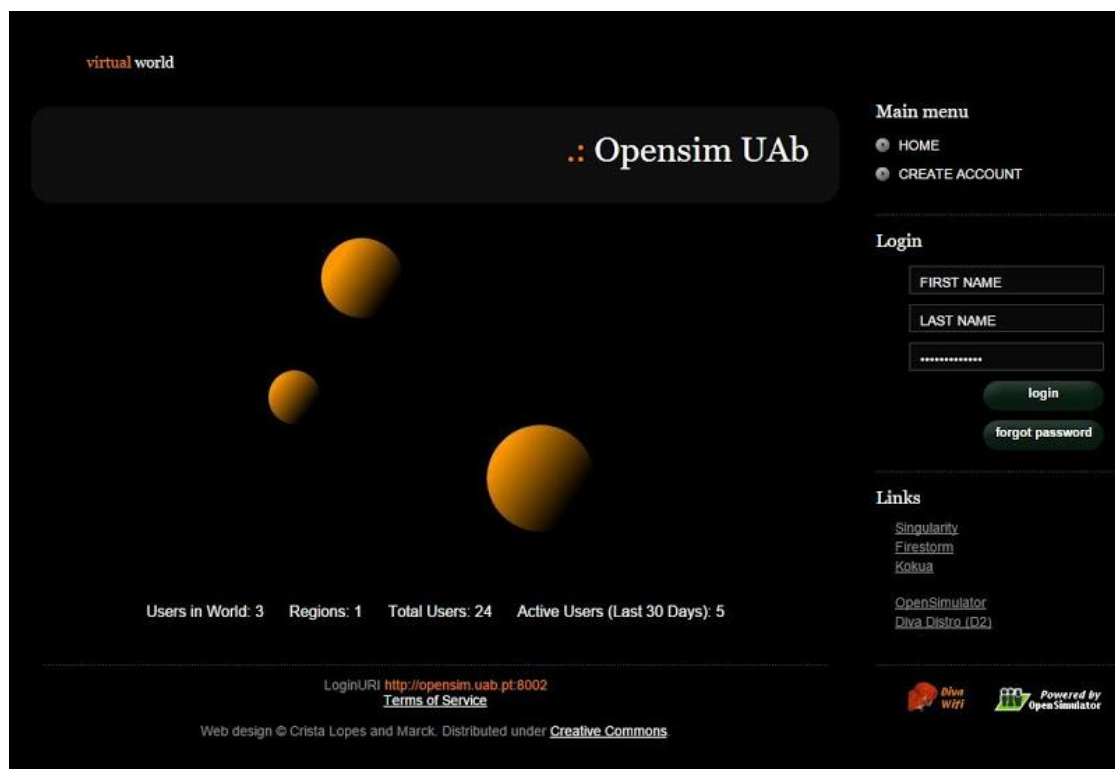 virtual world
.: Opensim UAb
Users in World: 3 Regions: 1 Total Users: 24 Active Users (Last 30 Days): 5
LoginURI http://opensim.uab.pt:8002
Terms of Service
Web design © Crista Lopes and Marck. Distributed under Creative Commons.
Main menu
HOME
CREATE ACCOUNT
Login
FIRST NAME
LAST NAME
•••••••••••••
login
forgot password
Links
Singularity
Firestorm
Kokua
OpenSimulator
Diva Distro (D2)
Diva
Wifi
Powered by
OpenSimulator